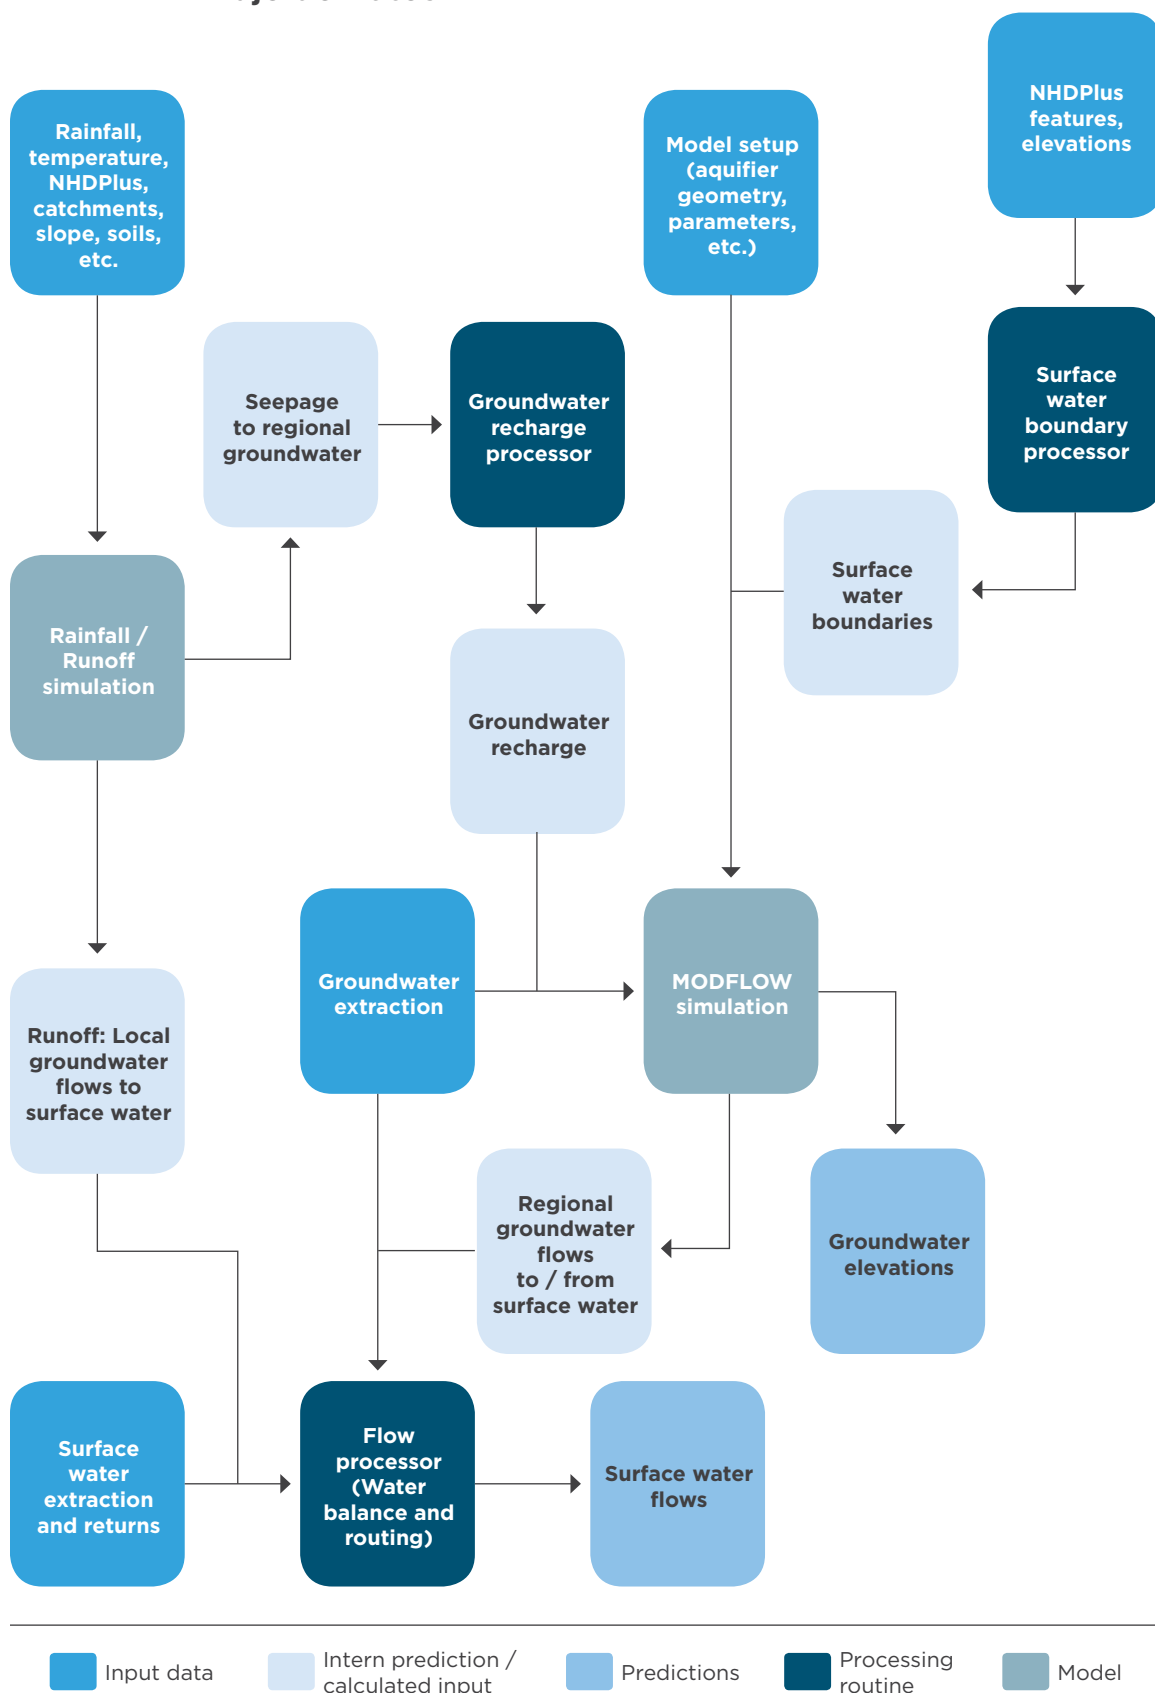 NHDPlus
features,
elevations
Rainfall,
temperature,
NHDPlus,
catchments,
slope, soils,
etc.
Model setup
(aquifier
geometry,
parameters,
etc.)
Seepage
to regional
groundwater
Groundwater
recharge
processor
Surface
water
boundary
processor
Rainfall /
Runoff
simulation
Surface
water
boundaries
Groundwater
recharge
Groundwater
extraction
MODFLOW
simulation
Runoff: Local
groundwater
flows to
surface water
Regional
groundwater
flows
to / from
surface water
Groundwater
elevations
Surface
water
extraction
and returns
Flow
processor
(Water
balance and
routing)
Surface water
flows
Input data
Intern prediction /
calculated input
Predictions
Processing
routine
Model